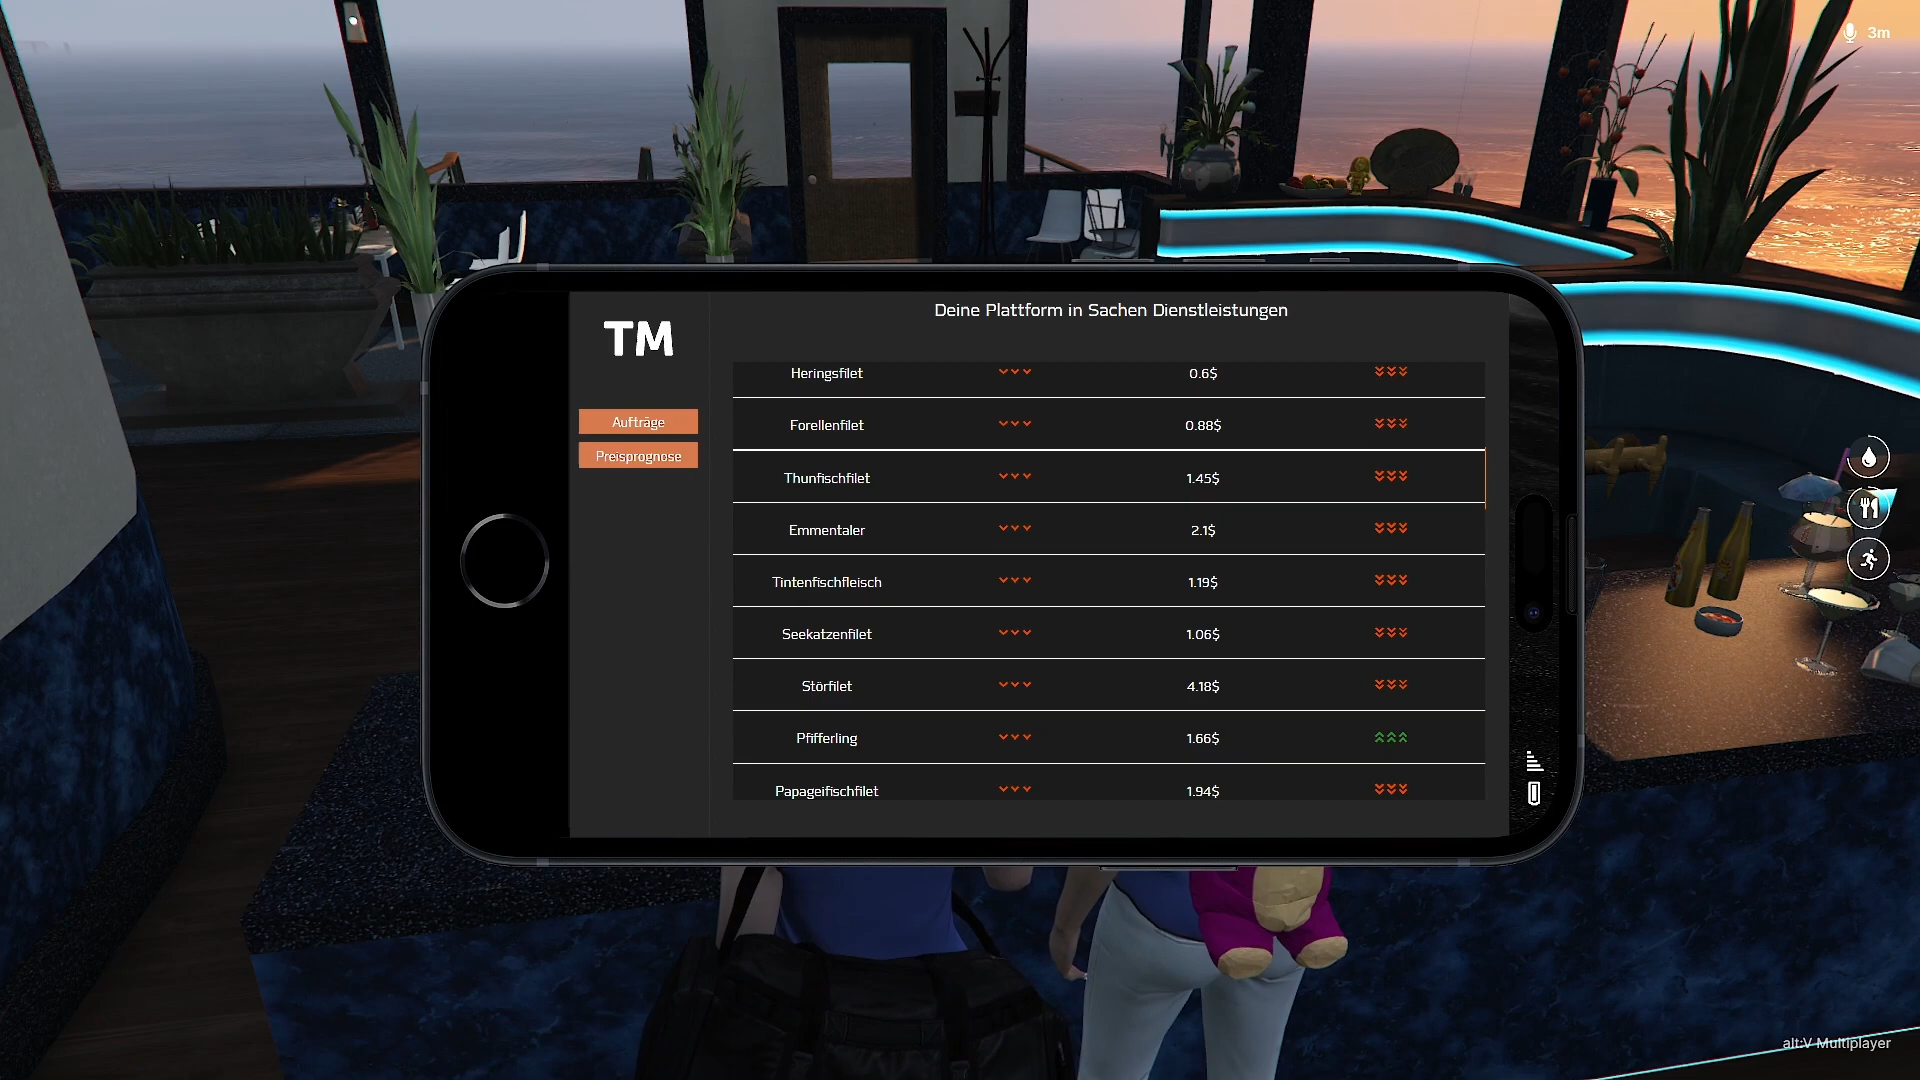 3m
TM
Deine Plattform in Sachen Dienstleistungen
Aufträge
Preisprognose
Heringsfilet 0.6$
Forellenfilet 0.88$
Thunfischfilet 1.45$
Emmentaler 2.1$
Tintenfischfleisch 1.19$
Seekatzenfilet 1.06$
Störfilet 4.18$
Pfifferling 1.66$
Papageifischfilet 1.94$
alt:V Multiplayer